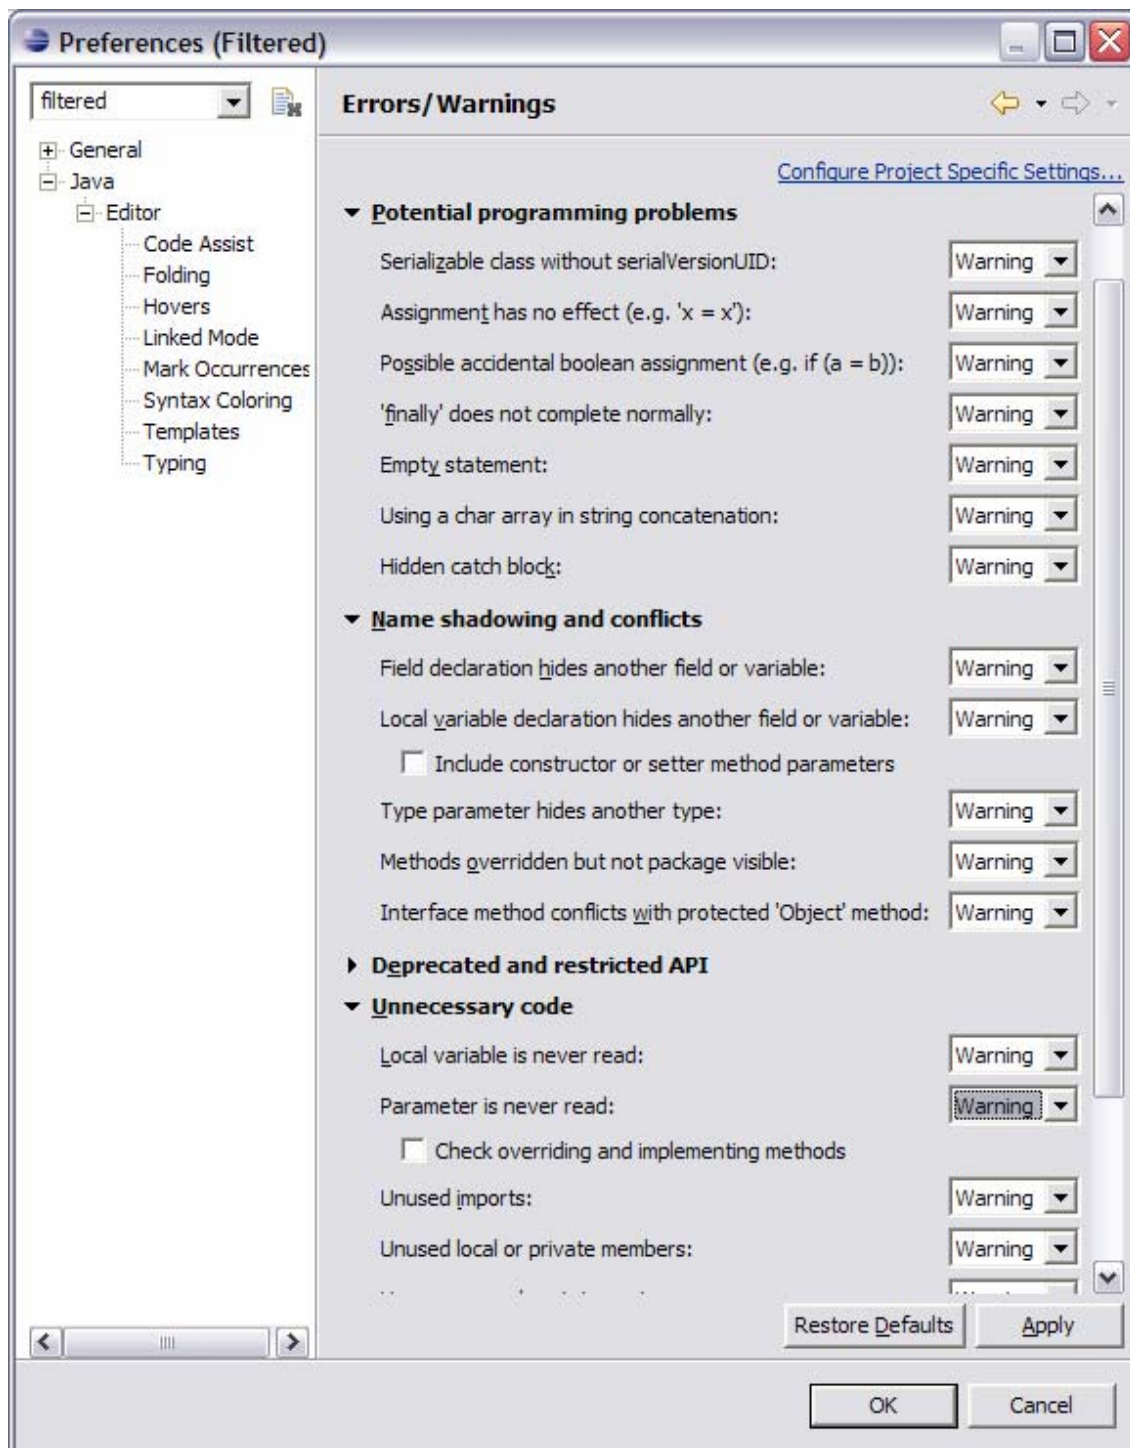 Preferences (Filtered)
filtered
General
Java
Editor
Code Assist
Folding
Hovers
Linked Mode
Mark Occurrences
Syntax Coloring
Templates
Typing
Errors/Warnings
Configure Project Specific Settings...
Potential programming problems
Serializable class without serialVersionUID: Warning
Assignment has no effect (e.g. 'x = x'): Warning
Possible accidental boolean assignment (e.g. if (a = b)): Warning
'finally' does not complete normally: Warning
Empty statement: Warning
Using a char array in string concatenation: Warning
Hidden catch block: Warning
Name shadowing and conflicts
Field declaration hides another field or variable: Warning
Local variable declaration hides another field or variable: Warning
Include constructor or setter method parameters
Type parameter hides another type: Warning
Methods overridden but not package visible: Warning
Interface method conflicts with protected 'Object' method: Warning
Deprecated and restricted API
Unnecessary code
Local variable is never read: Warning
Parameter is never read: Warning
Check overriding and implementing methods
Unused imports: Warning
Unused local or private members: Warning
Restore Defaults Apply
OK Cancel